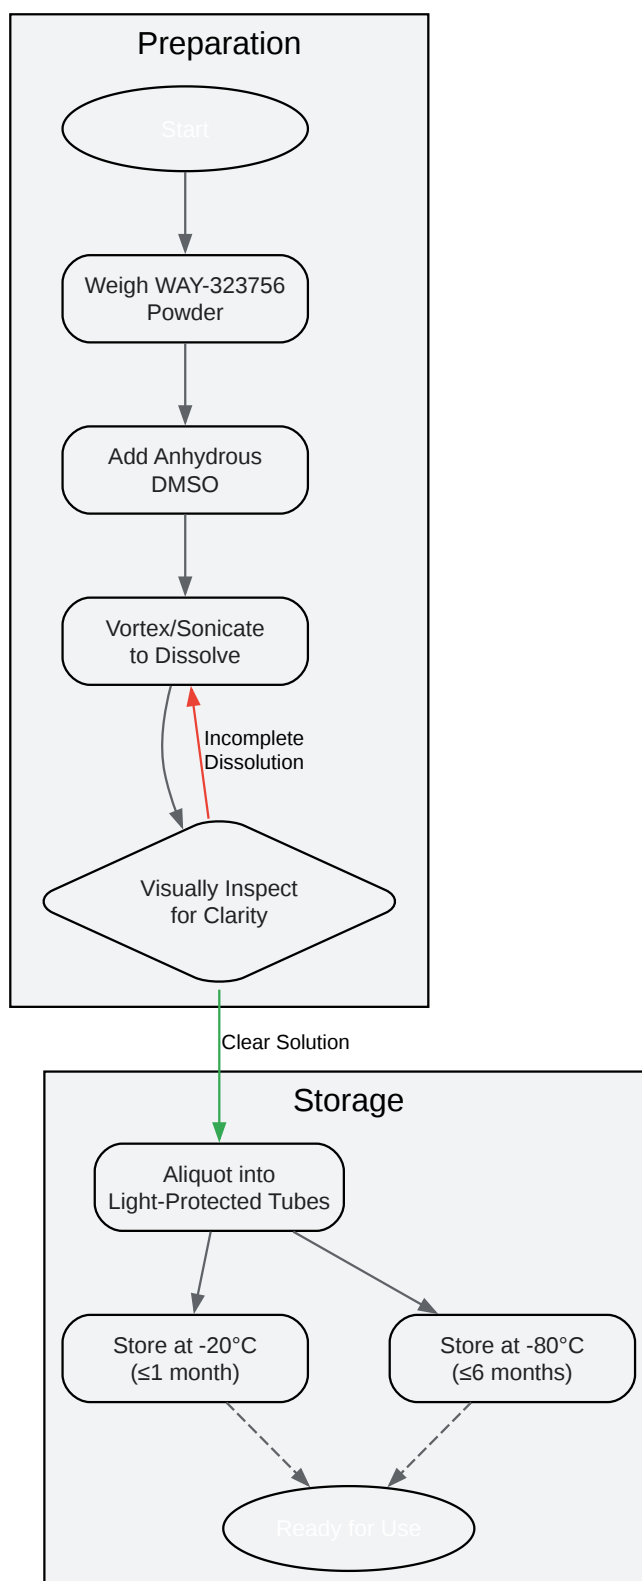 Preparation
Start
Weigh WAY-323756
Powder
Add Anhydrous
DMSO
Vortex/Sonicate
to Dissolve
Incomplete
Dissolution
Visually Inspect
for Clarity
Clear Solution
Storage
Aliquot into
Light-Protected Tubes
Store at -20°C
(≤1 month)
Store at -80°C
(≤6 months)
Ready for Use